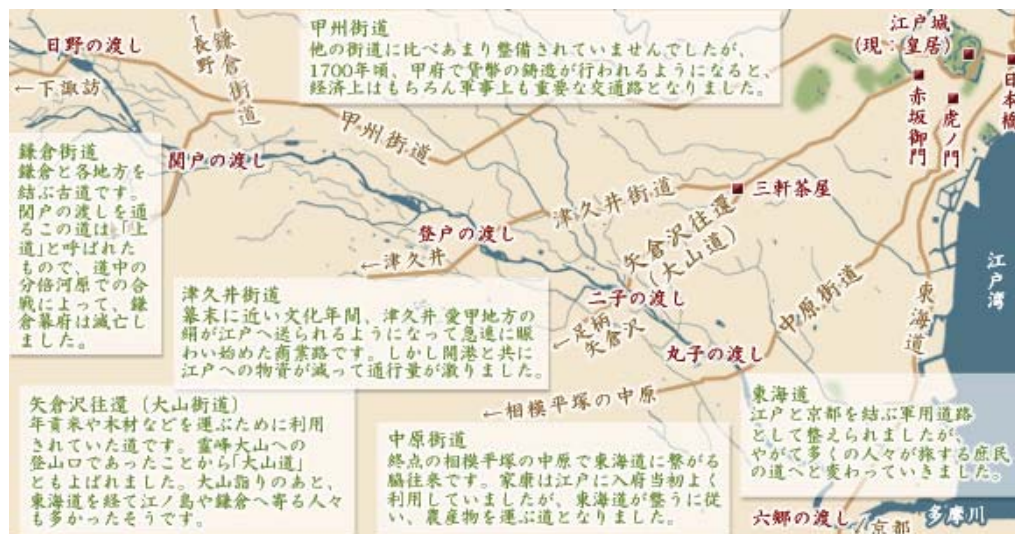 甲州街道
他の街道に比べあまり整備されていませんでしたが、
1700年頃、甲府で貨幣の鋳造が行われるようになると、
経済上はもちろん軍事上も重要な交通路となりました。
江戸城
(現：皇居)
日野の渡し
←長野
鎌倉街道
←下諏訪
赤坂御門
虎ノ門
日本橋
甲州街道
関戸の渡し
鎌倉街道
鎌倉と各地方を
結ぶ古道です。
関戸の渡しを通
るこの道は「上
道」と呼ばれた
もので、道中の
分倍河原での合
戦によって、鎌
倉幕府は滅亡し
ました。
三軒茶屋
津久井街道
登戸の渡し
←津久井
矢倉沢往還
(大山道)
江戸湾
東海道
中原街道
二子の渡し
←足柄
矢倉沢
丸子の渡し
津久井街道
幕末に近い文化年間、津久井 愛甲地方の
絹が江戸へ送られるようになって急速に賑
わい始めた商業路です。しかし開港と共に
江戸への物資が減って通行量が激りました。
←相模平塚の中原
矢倉沢往還（大山街道）
年貢米や木材などを運ぶために利用
されていた道です。霊峰大山への
登山口であったことから「大山道」
ともよばれました。大山詣りのあと、
東海道を経て江ノ島や鎌倉へ寄る人々
も多かったそうです。
中原街道
終点の相模平塚の中原で東海道に繋がる
脇往来です。家康は江戸に入府当初よく
利用していましたが、東海道が整うに従
い、農産物を運ぶ道となりました。
東海道
江戸と京都を結ぶ軍用道路
として整えられましたが、
やがて多くの人々が旅する庶民
の道へと変わっていきました。
六郷の渡し
京都
多摩川